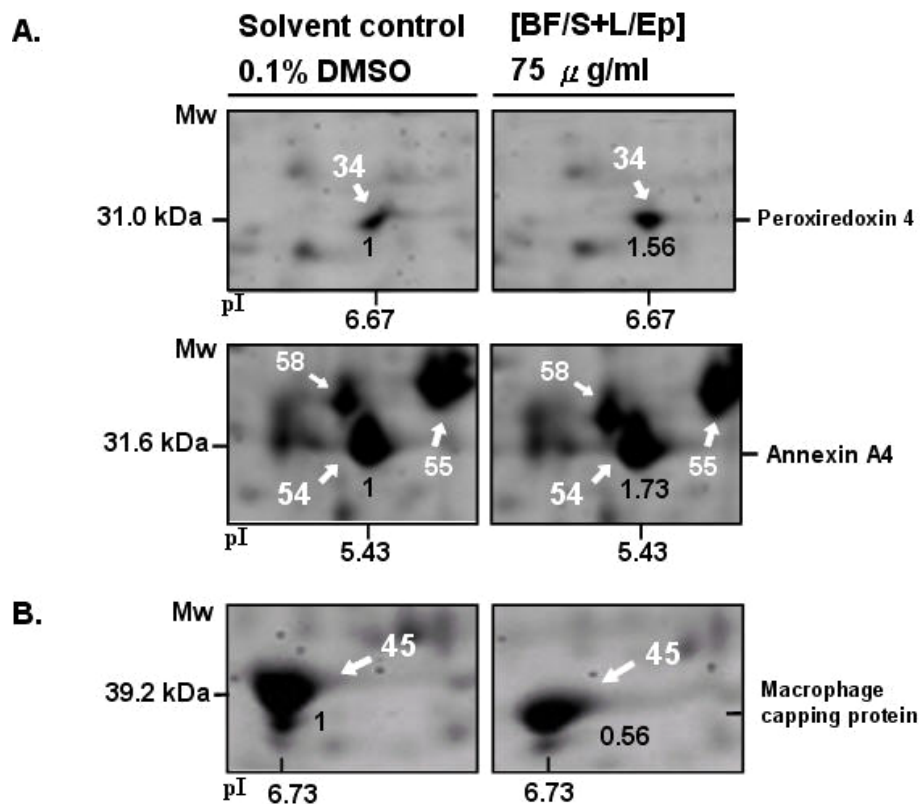 A.
Solvent control
0.1% DMSO
[BF/S+L/Ep]
75 μ g/ml
Mw
34
34
31.0 kDa
Peroxiredoxin 4
1
1.56
pI
6.67
6.67
Mw
58
58
31.6 kDa
Annexin A4
55
55
54
1
54
1.73
pI
5.43
5.43
B.
Mw
45
45
39.2 kDa
Macrophage
capping protein
1
0.56
pI
6.73
6.73